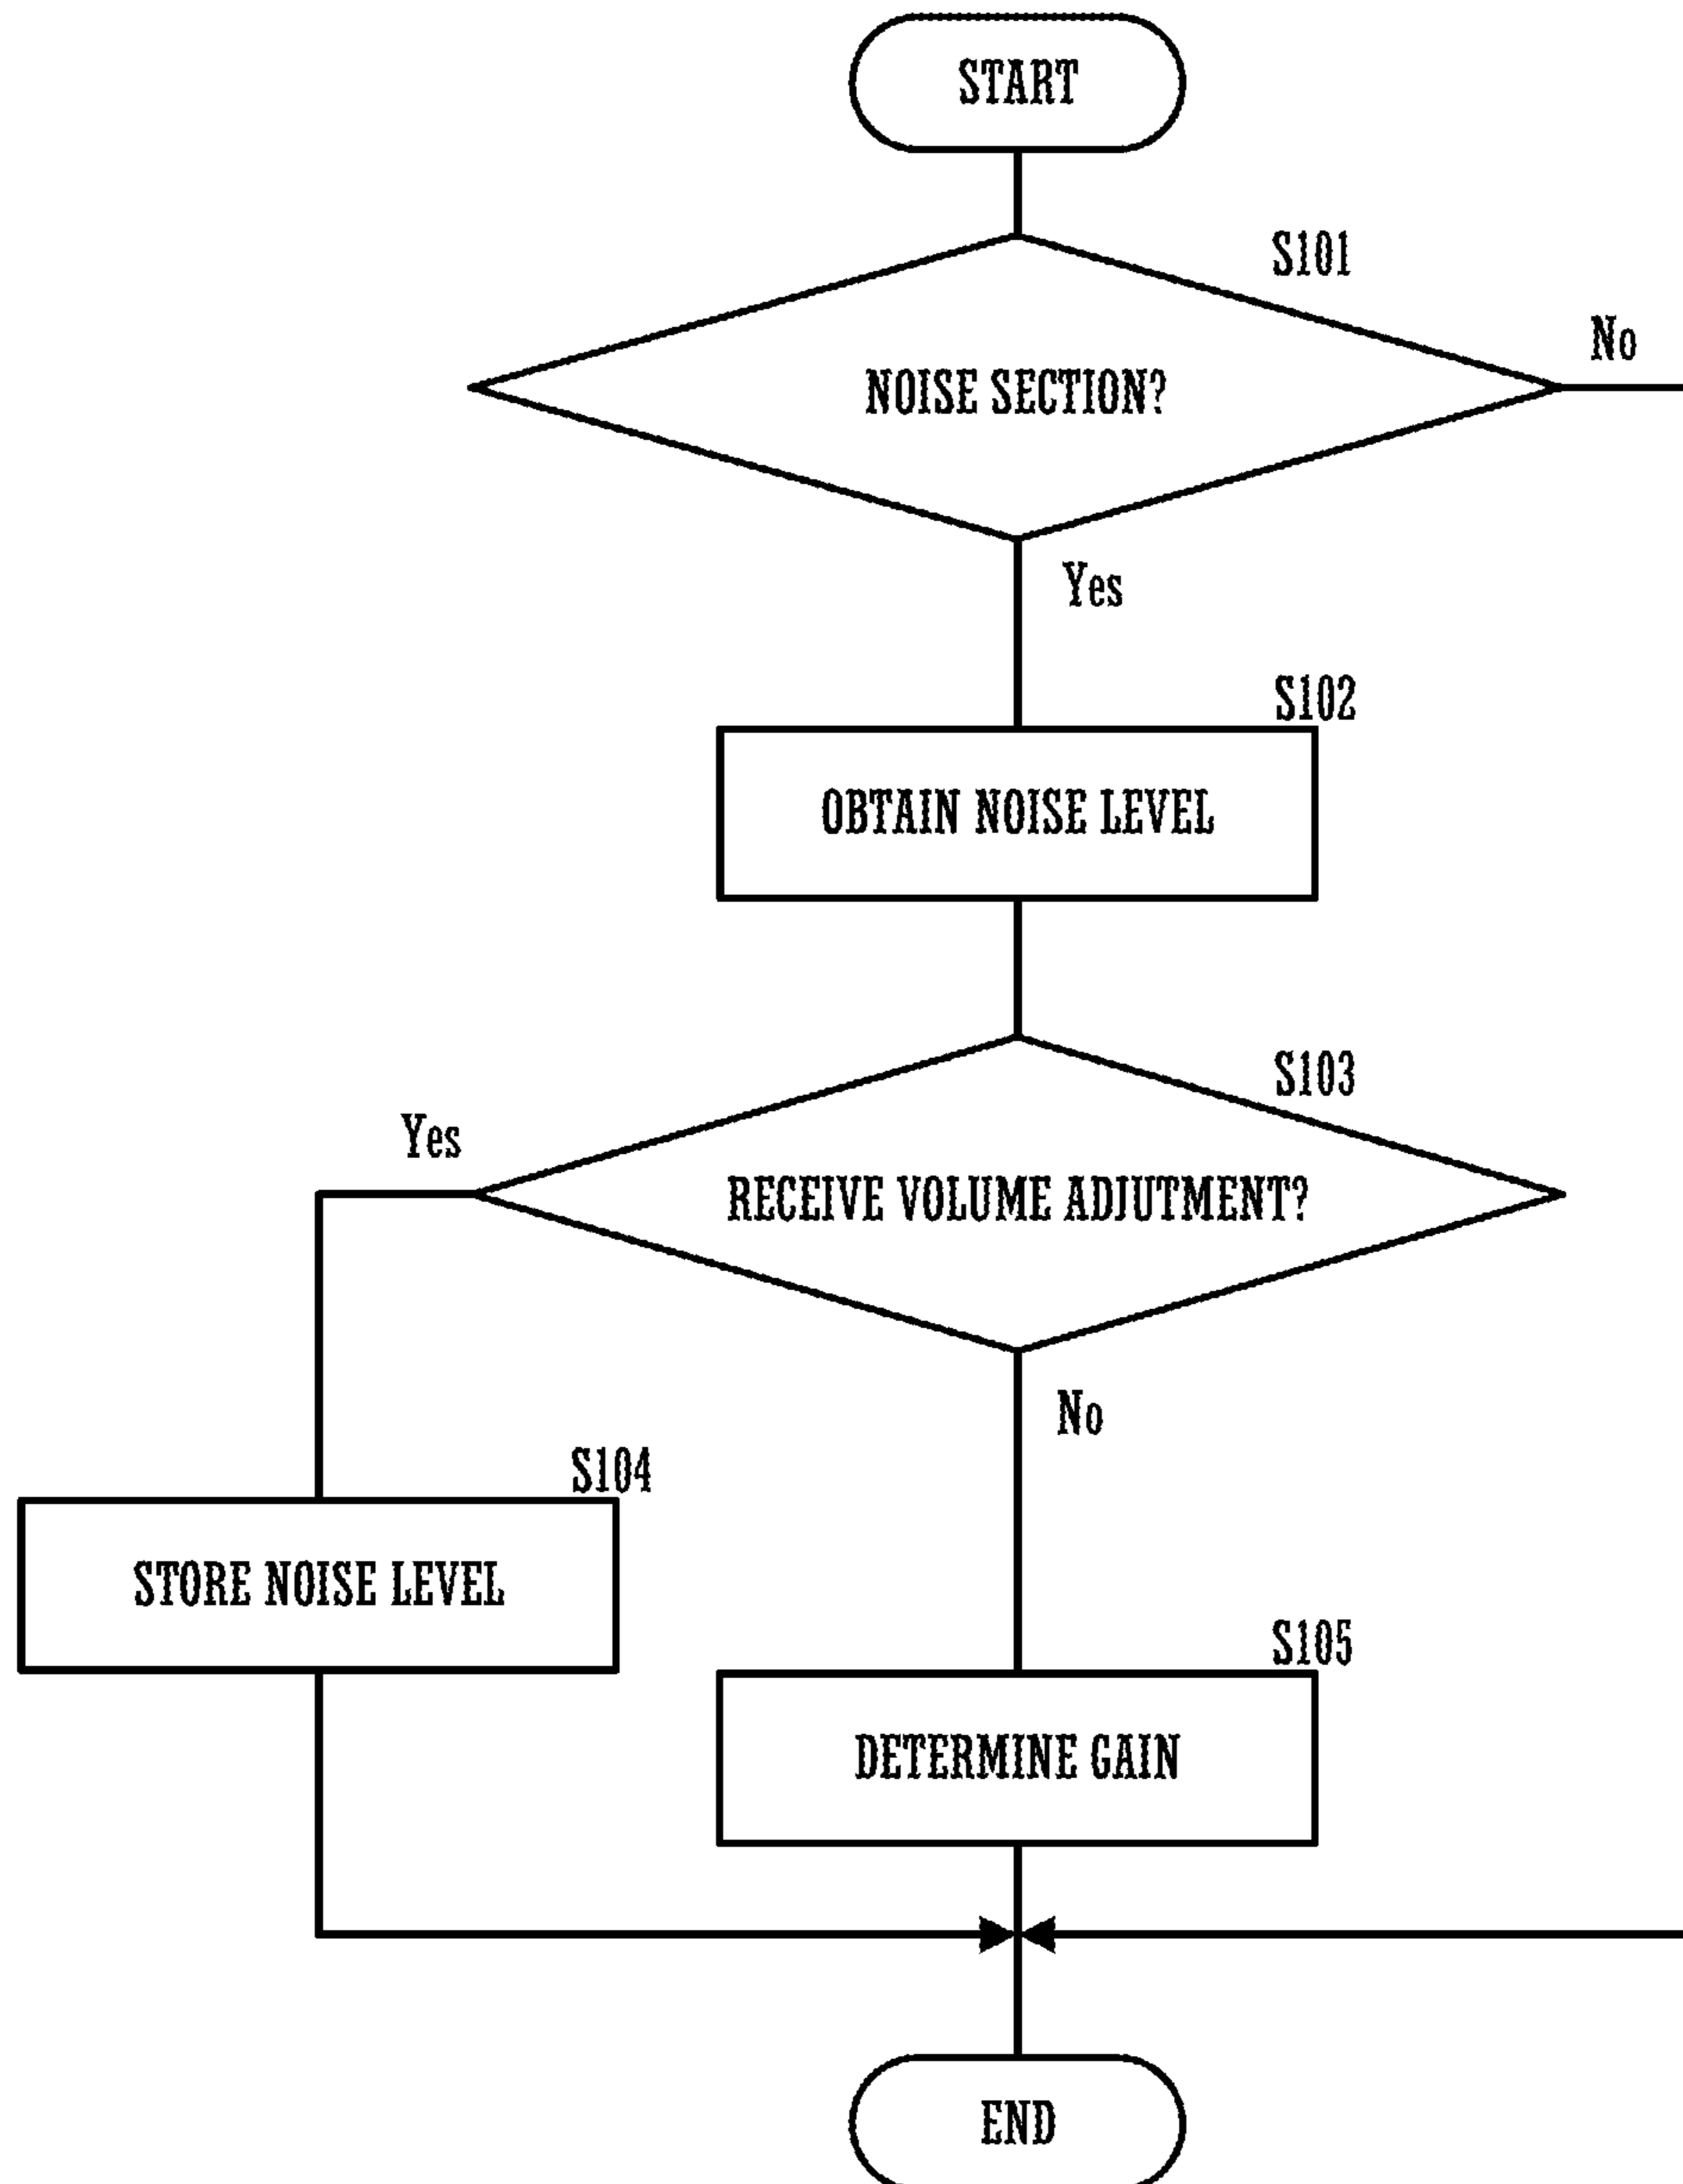 START
S101
No
NOISE SECTION?
Yes
S102
OBTAIN NOISE LEVEL
S103
Yes
RECEIVE VOLUME ADJUTMENT?
No
S104
STORE NOISE LEVEL
S105
DETERMINE GAIN
END